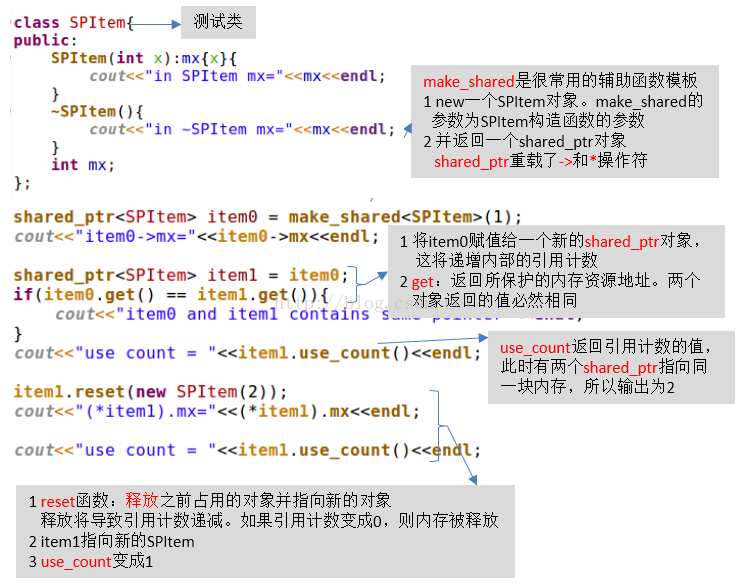 class SPItem{
测试类
public:
SPItem(int x):mx{x}{
cout<<"in SPItem mx="<<mx<<endl;
}
~SPItem(){
cout<<"in ~SPItem mx="<<mx<<endl;
}
int mx;
};
make_shared是很常用的辅助函数模板
1 new一个SPItem对象。make_shared的
参数为SPItem构造函数的参数
2 并返回一个shared_ptr对象
shared_ptr重载了->和*操作符
shared_ptr<SPItem> item0 = make_shared<SPItem>(1);
cout<<"item0->mx="<<item0->mx<<endl;
shared_ptr<SPItem> item1 = item0;
if(item0.get() == item1.get()){
cout<<"item0 and item1 contains same pointer"<<endl;
}
cout<<"use count = "<<item1.use_count()<<endl;
1 将item0赋值给一个新的shared_ptr对象，
这将递增内部的引用计数
2 get：返回所保护的内存资源地址。两个
对象返回的值必然相同
use_count返回引用计数的值，
此时有两个shared_ptr指向同
一块内存，所以输出为2
item1.reset(new SPItem(2));
cout<<"(*item1).mx="<<(*item1).mx<<endl;
cout<<"use count = "<<item1.use_count()<<endl;
1 reset函数：释放之前占用的对象并指向新的对象
释放将导致引用计数递减。如果引用计数变成0，则内存被释放
2 item1指向新的SPItem
3 use_count变成1